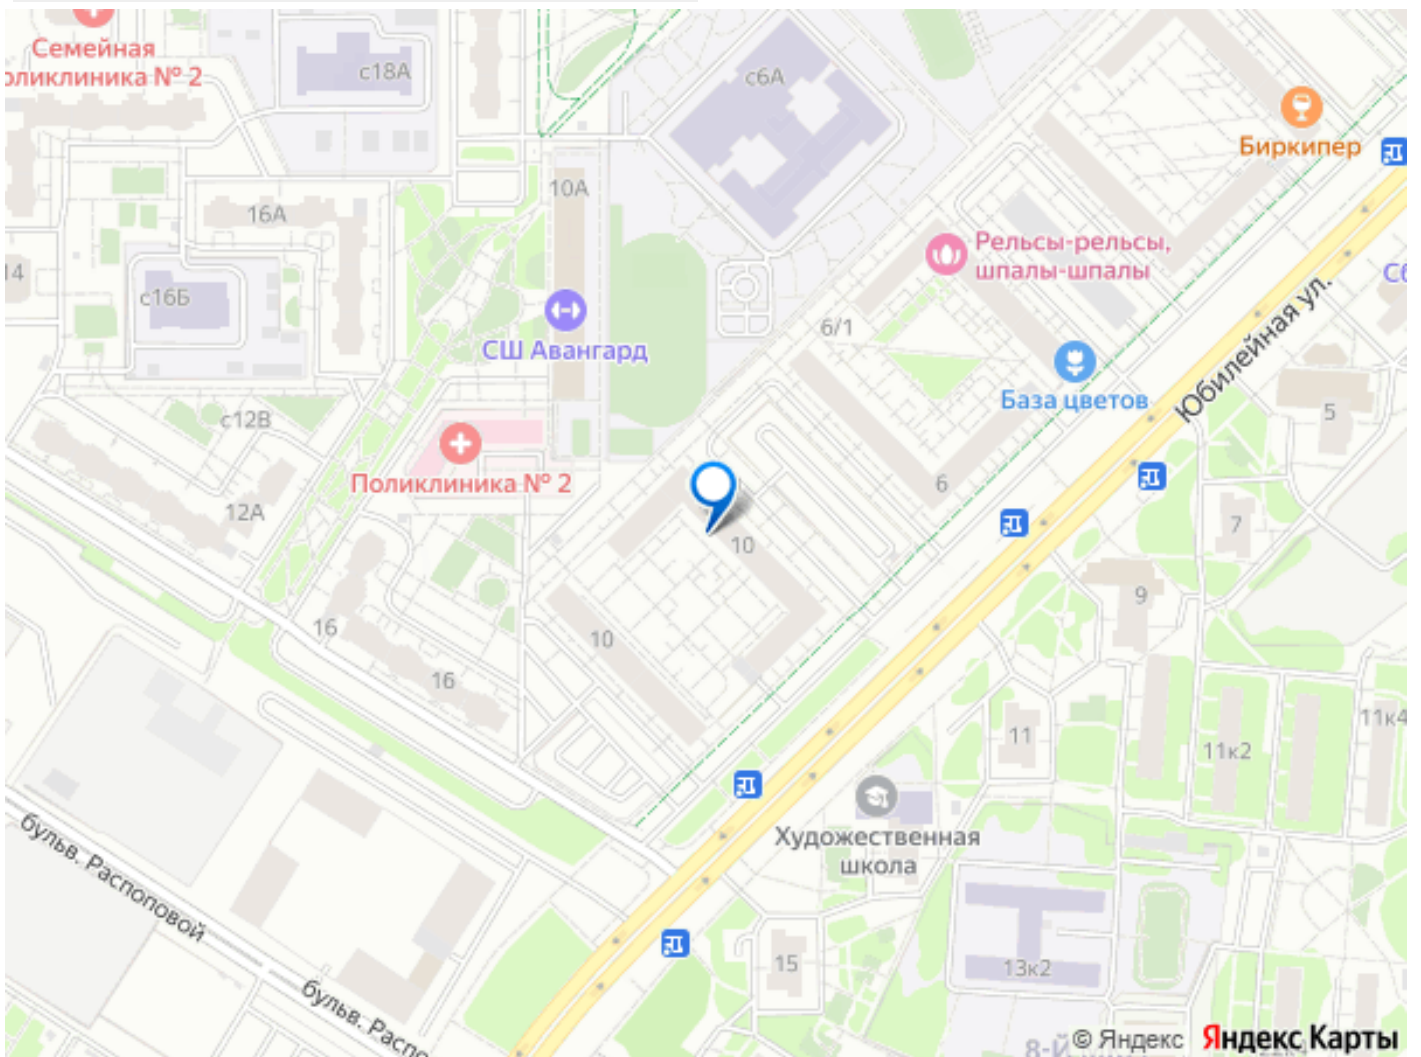 Семейная
оликлиника № 2
с18А
с6А
Биркипер
10А
16А
14
с16Б
Рельсы-рельсы,
шпалы-шпалы
6/1
СШ Авангард
База цветов
Юбилейная ул.
5
с12В
Поликлиника № 2
12А
6
7
10
9
16
10
16
11
11к2
11к4
Художественная
школа
бульв. Распоповой
15
13к2
бульв. Распо
8-й
© Яндекс
Яндекс Карты